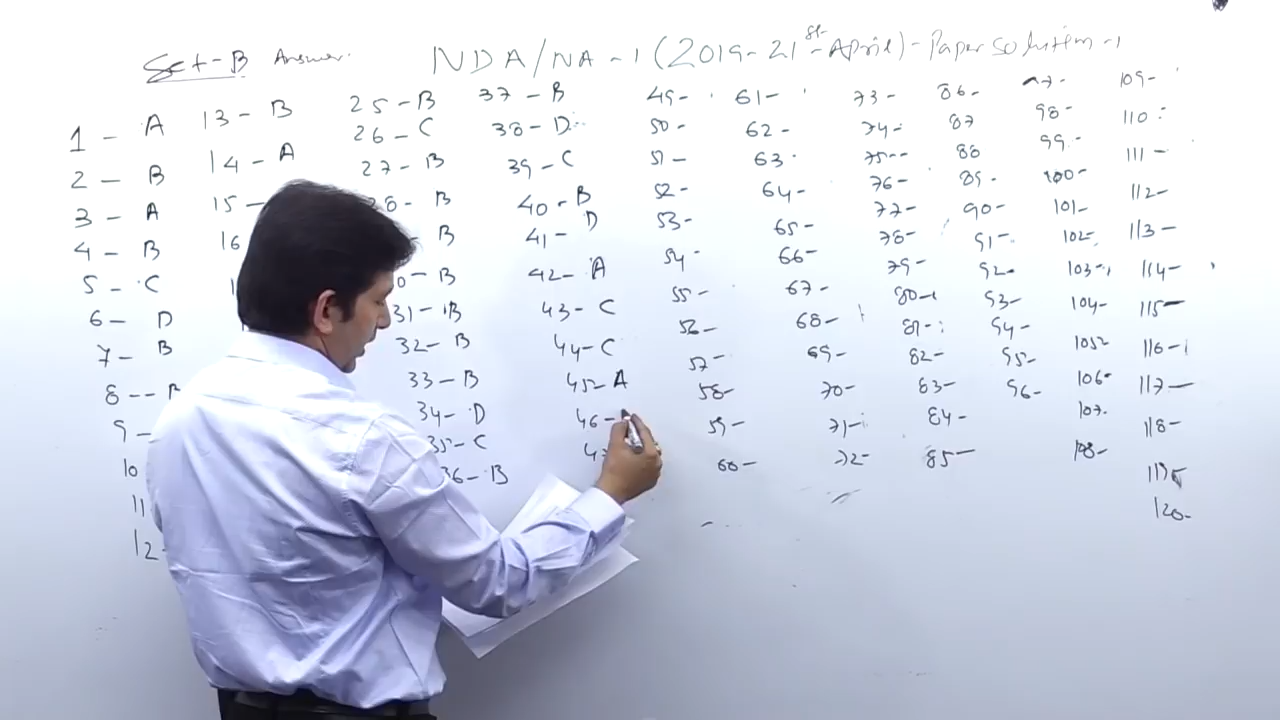 Set-B Answer.
NDA/NA-1 (2019-21st-April)-Paper Solution-1
1 - A
2 - B
3 - A
4 - B
5 - C
6 - D
7 - B
8 -
9 -
10
11
12
13 - B
14 - A
15 -
16
25 - B
26 - C
27 - B
28 - B
- B
0 - B
31 - B
32 - B
33 - B
34 - D
35 - C
36 - B
37 - B
38 - D
39 - C
40 - B
41 - D
42 - A
43 - C
44 - C
45 - A
46 -
49 -
50 -
51 -
52 -
53 -
54 -
55 -
56 -
57 -
58 -
59 -
60 -
61 -
62 -
63 -
64 -
65 -
66 -
67 -
68 -
69 -
70 -
71 -
72 -
73 -
74 -
75 -
76 -
77 -
78 -
79 -
80 -
81 -
82 -
83 -
84 -
85 -
86 -
87
88
89 -
90 -
91 -
92 -
93 -
94 -
95 -
96 -
97 -
98 -
99 -
100 -
101 -
102 -
103 -
104 -
105
106 -
107 -
108 -
109 -
110 -
111 -
112 -
113 -
114 -
115 -
116 -
117 -
118 -
119
120 -